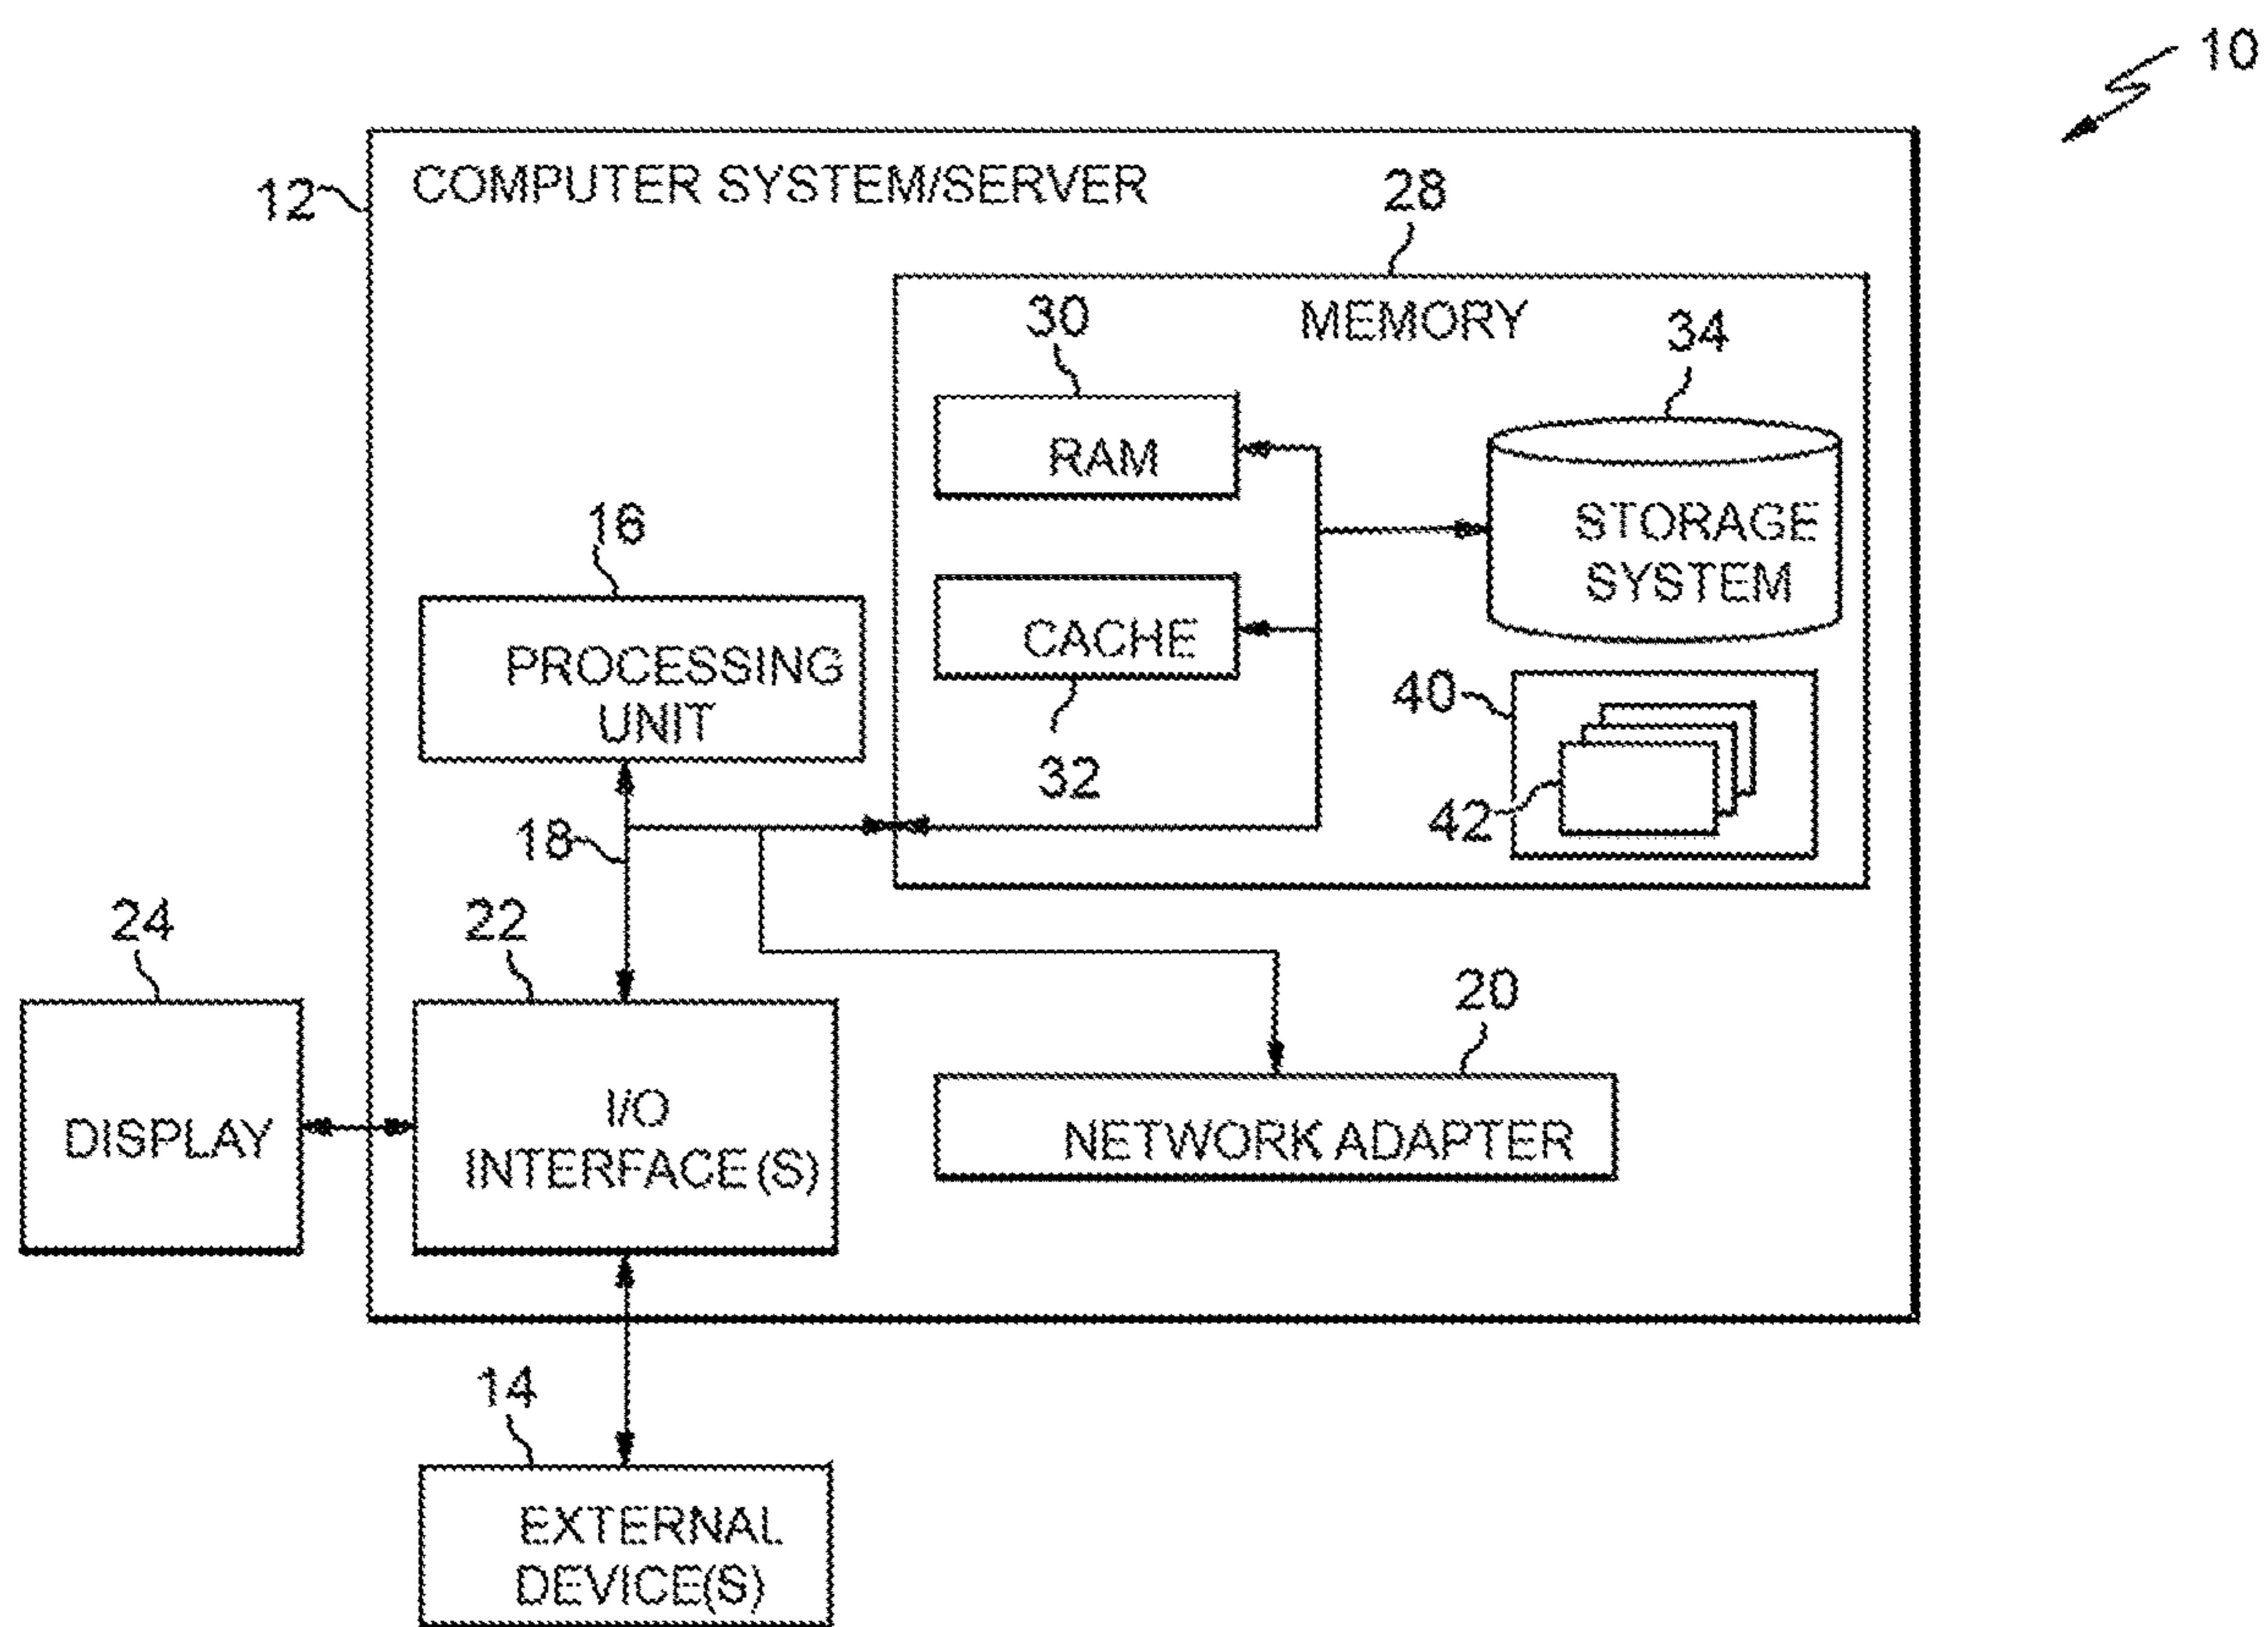 10
12
COMPUTER SYSTEM/SERVER
28
MEMORY
30
34
RAM
STORAGE
SYSTEM
16
CACHE
PROCESSING
UNIT
32
40
42
18
24
22
20
DISPLAY
I/O
INTERFACE(S)
NETWORK ADAPTER
14
EXTERNAL
DEVICE(S)